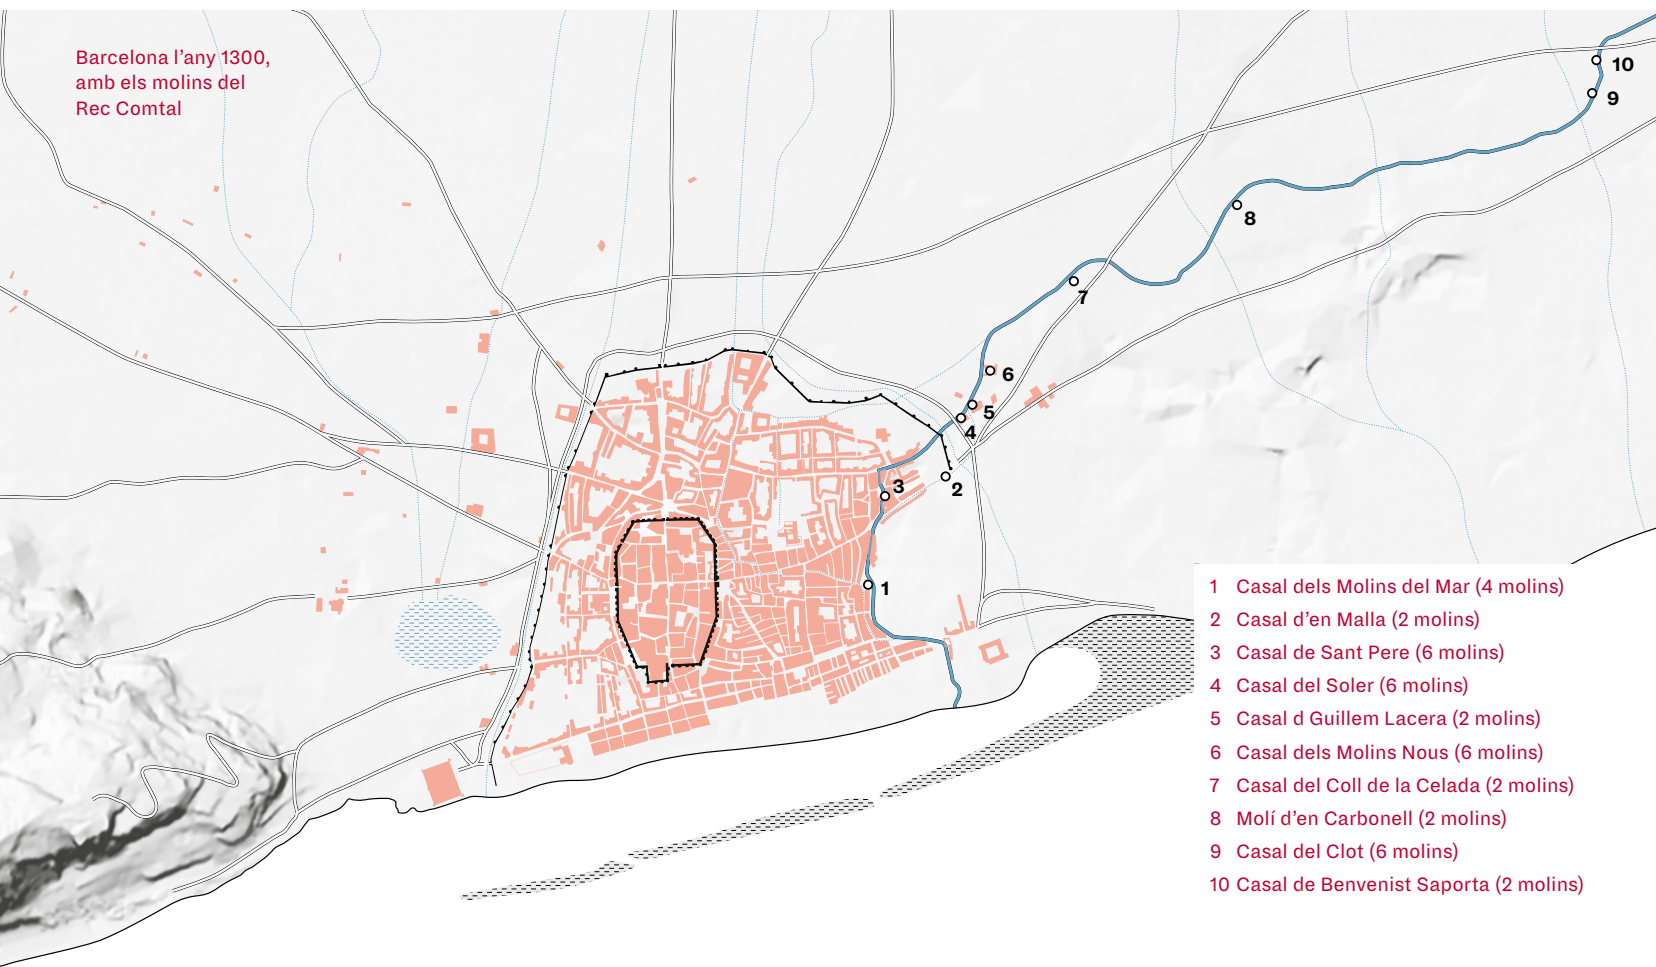 Barcelona l'any 1300,
amb els molins del
Rec Comtal
10
9
8
7
6
5
4
3
2
1
1 Casal dels Molins del Mar (4 molins)
2 Casal d'en Malla (2 molins)
3 Casal de Sant Pere (6 molins)
4 Casal del Soler (6 molins)
5 Casal d Guillem Lacera (2 molins)
6 Casal dels Molins Nous (6 molins)
7 Casal del Coll de la Celada (2 molins)
8 Molí d'en Carbonell (2 molins)
9 Casal del Clot (6 molins)
10 Casal de Benvenist Saporta (2 molins)